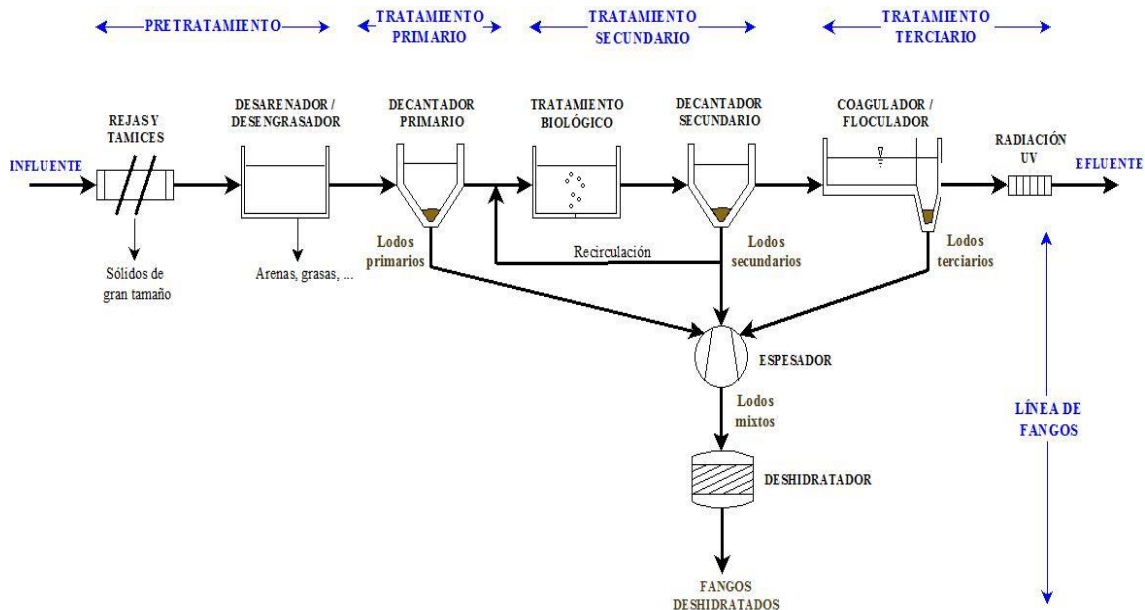 PRETRATAMIENTO
TRATAMIENTO
PRIMARIO
TRATAMIENTO
SECUNDARIO
TRATAMIENTO
TERCIARIO
REJAS Y
TAMICES
DESARENADOR /
DESENGRASADOR
DECANTADOR
PRIMARIO
TRATAMIENTO
BIOLÓGICO
DECANTADOR
SECUNDARIO
COAGULADOR /
FLOCULADOR
RADIACIÓN
UV
INFLUENTE
EFLUENTE
Sólidos de
gran tamaño
Arenas, grasas, ...
Lodos
primarios
Recirculación
Lodos
secundarios
Lodos
terciarios
ESPESADOR
Lodos
mixtos
LÍNEA DE
FANGOS
DESHIDRATADOR
FANGOS
DESHIDRATADOS